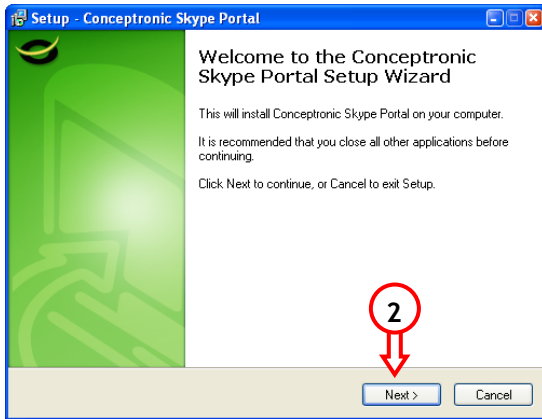 Setup - Conceptronic Skype Portal
Welcome to the Conceptronic
Skype Portal Setup Wizard
This will install Conceptronic Skype Portal on your computer.
It is recommended that you close all other applications before
continuing.
Click Next to continue, or Cancel to exit Setup.
2
Next >
Cancel